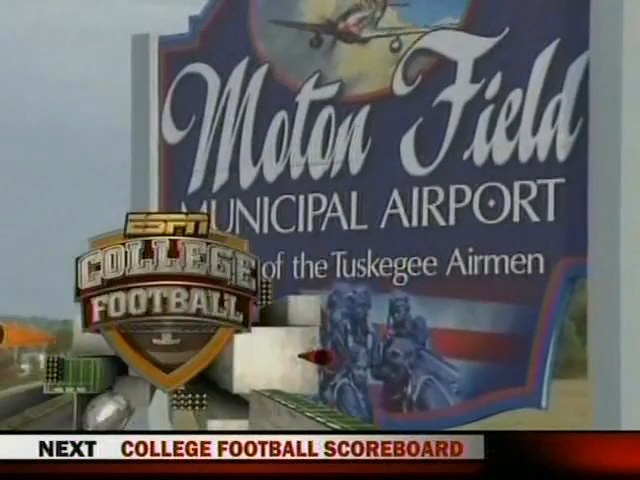 Moton Field
MUNICIPAL AIRPORT
of the Tuskegee Airmen
ESPN
COLLEGE
FOOTBALL
NEXT COLLEGE FOOTBALL SCOREBOARD